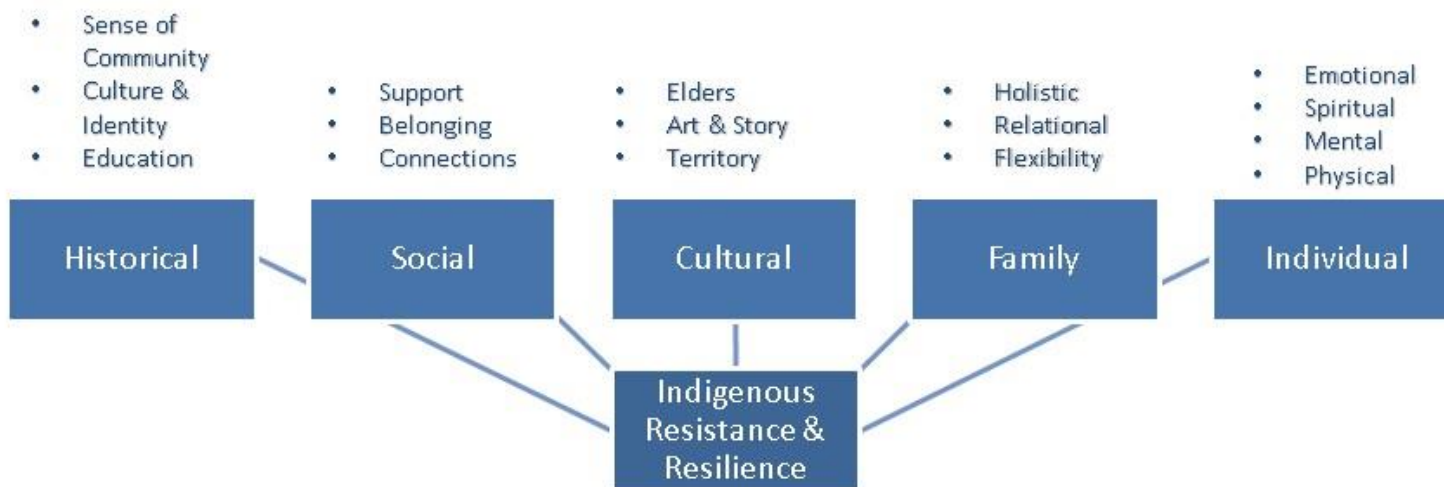 Sense of
Community
Culture &
Identity
Education
Support
Belonging
Connections
Elders
Art & Story
Territory
Holistic
Relational
Flexibility
Emotional
Spiritual
Mental
Physical
Historical
Social
Cultural
Family
Individual
Indigenous
Resistance &
Resilience